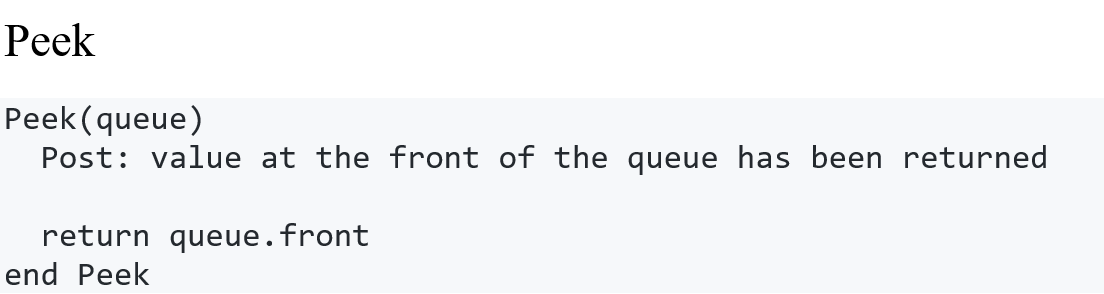 Peek
Peek(queue)
  Post: value at the front of the queue has been returned
  return queue.front
end Peek